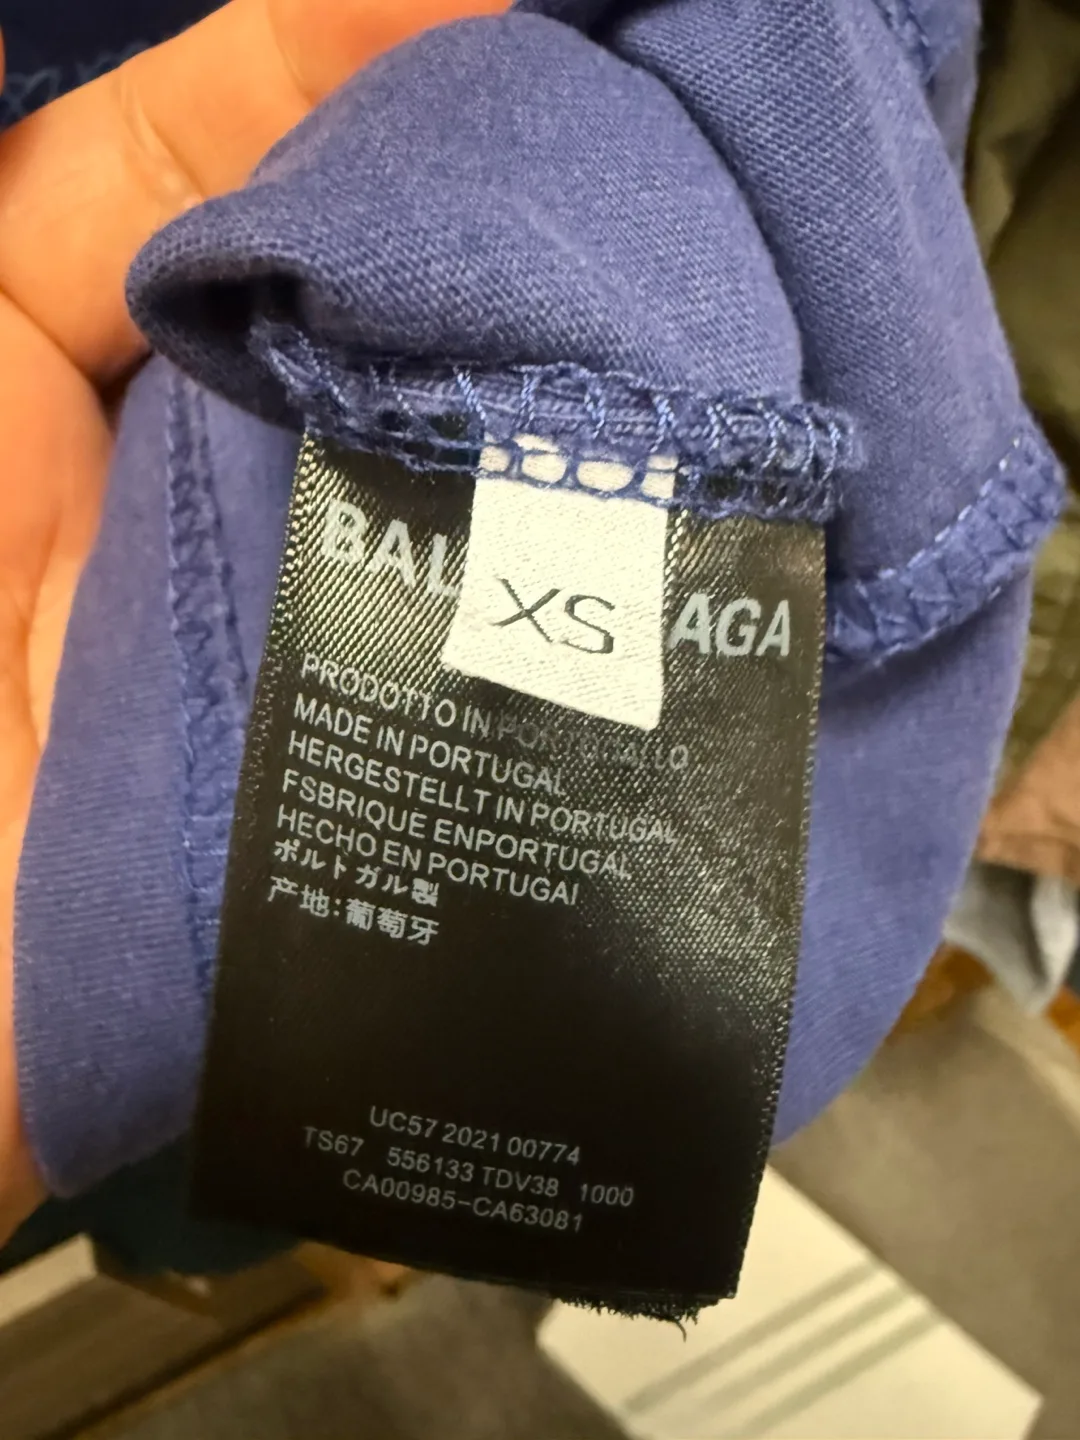 BAL AGA
XS
PRODOTTO IN PORTOGALLO
MADE IN PORTUGAL
HERGESTELLT IN PORTUGAL
FSBRIQUE ENPORTUGAL
HECHO EN PORTUGAI
ポルトガル製
产地:葡萄牙
UC57 2021 00774
TS67 556133 TDV38 1000
CA00985-CA63081